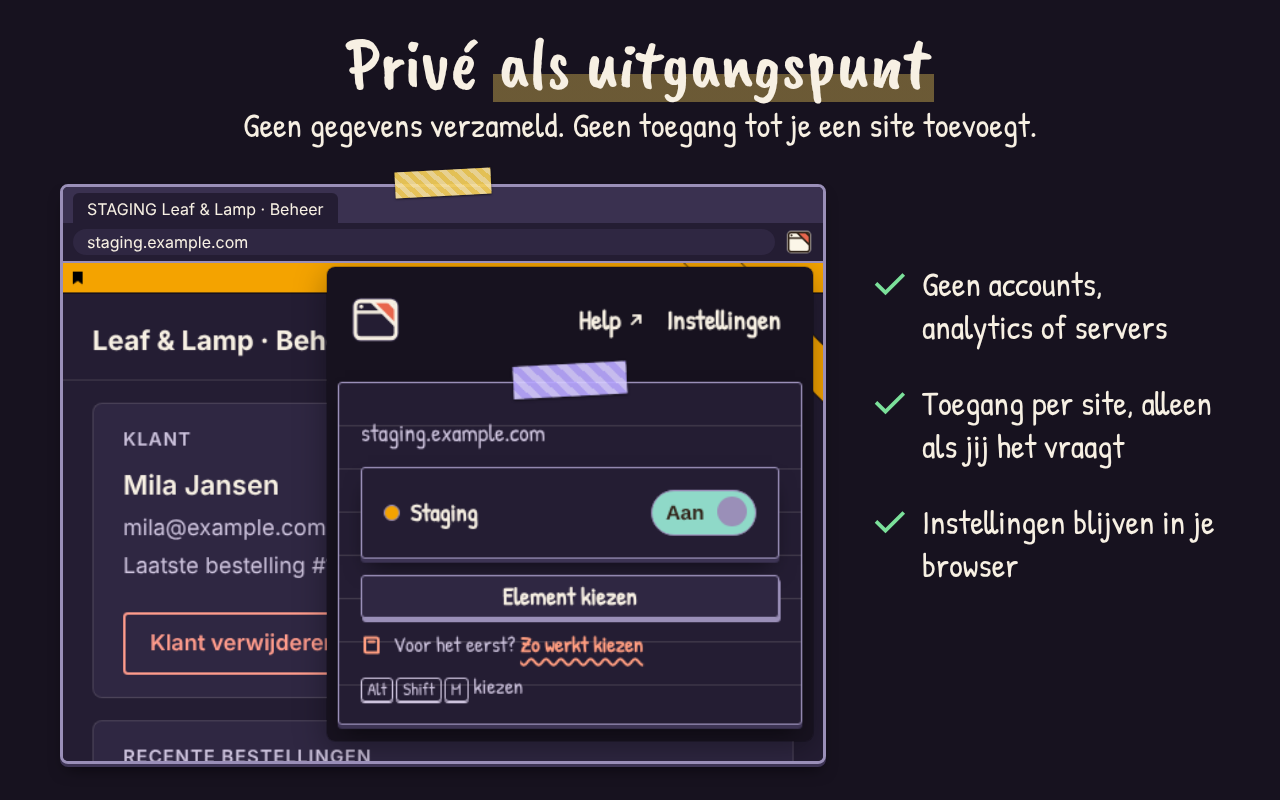 Privé als uitgangspunt
Geen gegevens verzameld. Geen toegang tot je een site toevoegt.
STAGING Leaf & Lamp · Beheer
staging.example.com
Leaf & Lamp · Beh
Help ↗ Instellingen
staging.example.com
KLANT
Mila Jansen
mila@example.com
Laatste bestelling #
Klant verwijderen
Staging Aan
Element kiezen
Voor het eerst? Zo werkt kiezen
Alt Shift M kiezen
RECENTE BESTELLINGEN
Geen accounts,
analytics of servers
Toegang per site, alleen
als jij het vraagt
Instellingen blijven in je
browser